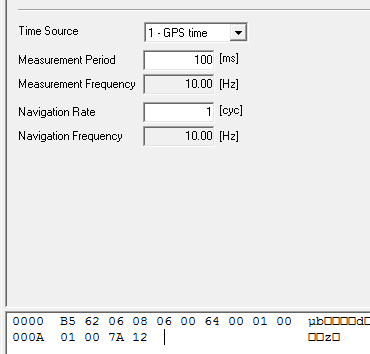 Time Source 1 - GPS time
Measurement Period 100 [ms]
Measurement Frequency 10.00 [Hz]
Navigation Rate 1 [cyc]
Navigation Frequency 10.00 [Hz]
0000 B5 62 06 08 06 00 64 00 01 00 µb□□□□d□□□
000A 01 00 7A 12 □□z□